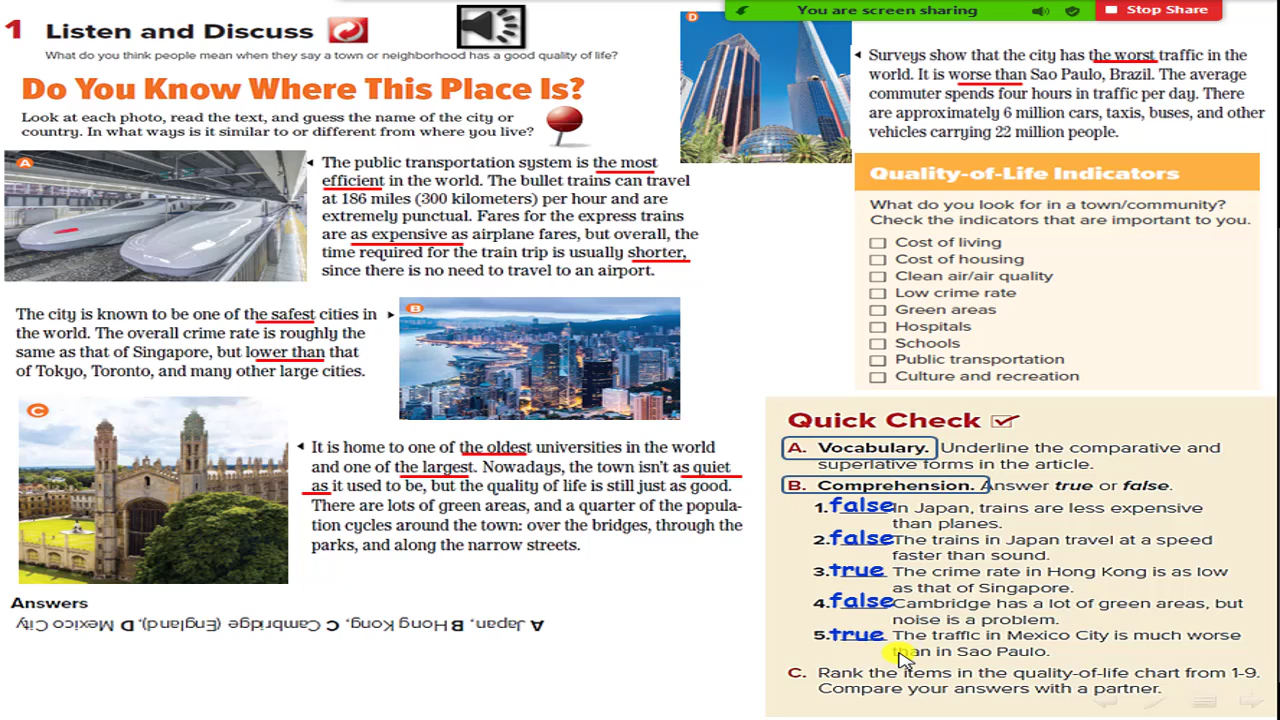 You are screen sharing
Stop Share
1 Listen and Discuss
What do you think people mean when they say a town or neighborhood has a good quality of life?
Do You Know Where This Place Is?
Look at each photo, read the text, and guess the name of the city or
country. In what ways is it similar to or different from where you live?
A
The public transportation system is the most
efficient in the world. The bullet trains can travel
at 186 miles (300 kilometers) per hour and are
extremely punctual. Fares for the express trains
are as expensive as airplane fares, but overall, the
time required for the train trip is usually shorter,
since there is no need to travel to an airport.
The city is known to be one of the safest cities in
the world. The overall crime rate is roughly the
same as that of Singapore, but lower than that
of Tokyo, Toronto, and many other large cities.
B
C
It is home to one of the oldest universities in the world
and one of the largest. Nowadays, the town isn't as quiet
as it used to be, but the quality of life is still just as good.
There are lots of green areas, and a quarter of the popula-
tion cycles around the town: over the bridges, through the
parks, and along the narrow streets.
Answers
A Japan, B Hong Kong, C Cambridge (England), D Mexico City
D
Surveys show that the city has the worst traffic in the
world. It is worse than Sao Paulo, Brazil. The average
commuter spends four hours in traffic per day. There
are approximately 6 million cars, taxis, buses, and other
vehicles carrying 22 million people.
Quality-of-Life Indicators
What do you look for in a town/community?
Check the indicators that are important to you.
Cost of living
Cost of housing
Clean air/air quality
Low crime rate
Green areas
Hospitals
Schools
Public transportation
Culture and recreation
Quick Check
A. Vocabulary. Underline the comparative and
superlative forms in the article.
B. Comprehension. Answer true or false.
1. false In Japan, trains are less expensive
than planes.
2. false The trains in Japan travel at a speed
faster than sound.
3. true The crime rate in Hong Kong is as low
as that of Singapore.
4. false Cambridge has a lot of green areas, but
noise is a problem.
5. true The traffic in Mexico City is much worse
than in Sao Paulo.
C. Rank the items in the quality-of-life chart from 1-9.
Compare your answers with a partner.